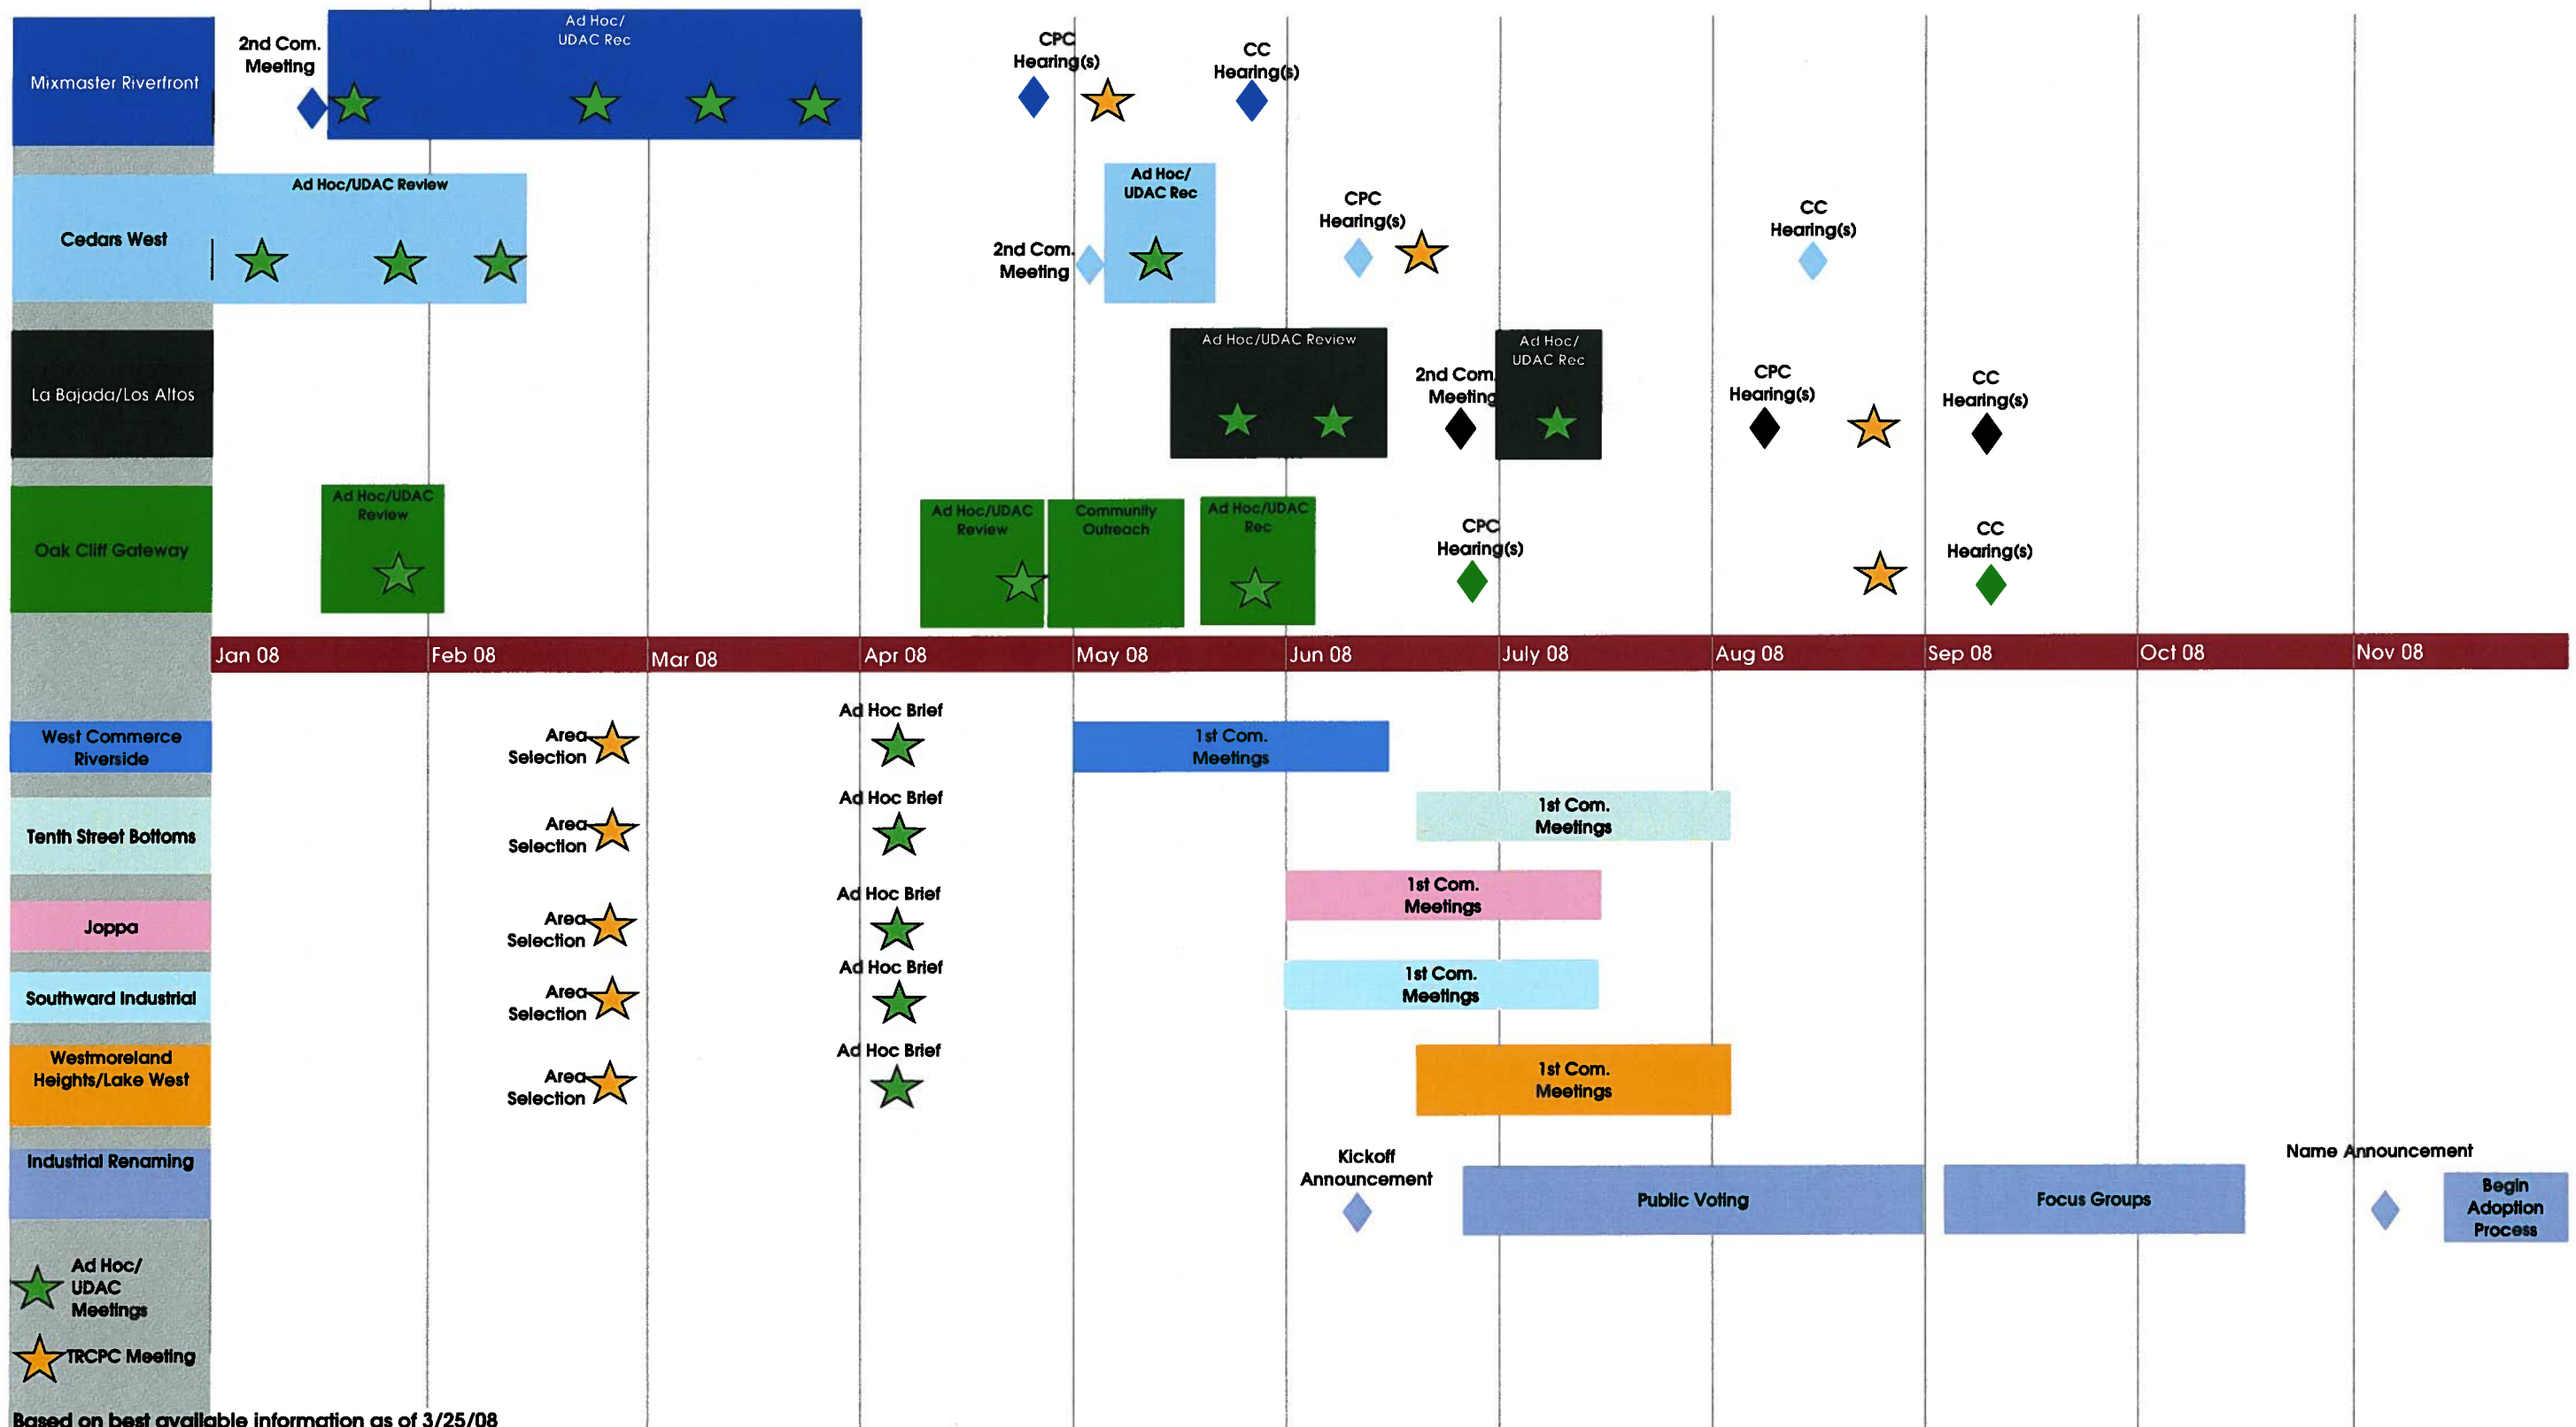 Mixmaster Riverfront
2nd Com.
Meeting
Ad Hoc/
UDAC Rec
CPC
Hearing(s)
CC
Hearing(s)
Cedars West
Ad Hoc/UDAC Review
2nd Com.
Meeting
Ad Hoc/
UDAC Rec
CPC
Hearing(s)
CC
Hearing(s)
La Bajada/Los Altos
Ad Hoc/UDAC Review
2nd Com.
Meeting
Ad Hoc/
UDAC Rec
CPC
Hearing(s)
CC
Hearing(s)
Oak Cliff Gateway
Ad Hoc/UDAC
Review
Ad Hoc/UDAC
Review
Community
Outreach
Ad Hoc/UDAC
Rec
CPC
Hearing(s)
CC
Hearing(s)
Jan 08
Feb 08
Mar 08
Apr 08
May 08
Jun 08
July 08
Aug 08
Sep 08
Oct 08
Nov 08
West Commerce
Riverside
Area
Selection
Ad Hoc Brief
1st Com.
Meetings
Tenth Street Bottoms
Area
Selection
Ad Hoc Brief
1st Com.
Meetings
Joppa
Area
Selection
Ad Hoc Brief
1st Com.
Meetings
Southward Industrial
Area
Selection
Ad Hoc Brief
1st Com.
Meetings
Westmoreland
Heights/Lake West
Area
Selection
Ad Hoc Brief
1st Com.
Meetings
Industrial Renaming
Kickoff
Announcement
Public Voting
Focus Groups
Name Announcement
Begin
Adoption
Process
Ad Hoc/
UDAC
Meetings
TRCPC Meeting
Based on best available information as of 3/25/08